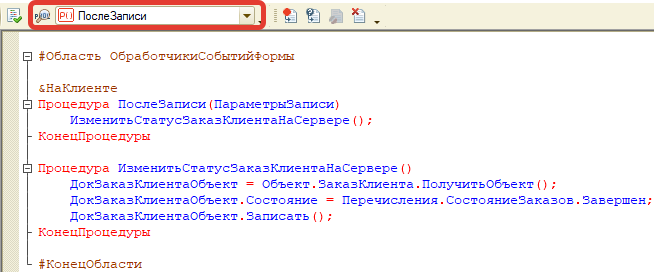 PROC P() ПослеЗаписи
#Область ОбработчикиСобытийФормы
&НаКлиенте
Процедура ПослеЗаписи(ПараметрыЗаписи)
ИзменитьСтатусЗаказКлиентаНаСервере();
КонецПроцедуры
Процедура ИзменитьСтатусЗаказКлиентаНаСервере()
ДокЗаказКлиентаОбъект = Объект.ЗаказКлиента.ПолучитьОбъект();
ДокЗаказКлиентаОбъект.Состояние = Перечисления.СостояниеЗаказов.Завершен;
ДокЗаказКлиентаОбъект.Записать();
КонецПроцедуры
#КонецОбласти